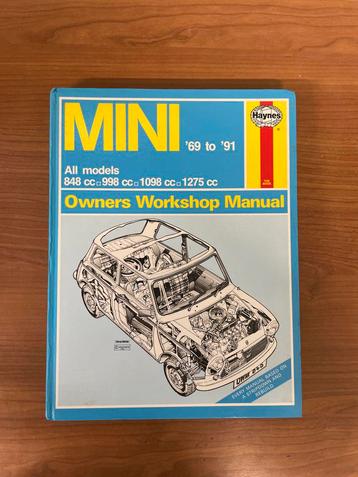 Haynes
MINI '69 to '91
All models
848 cc□998 cc□1098 cc□1275 cc
Owners Workshop Manual
EVERY MANUAL BASED ON
A STRIPDOWN AND
REBUILD